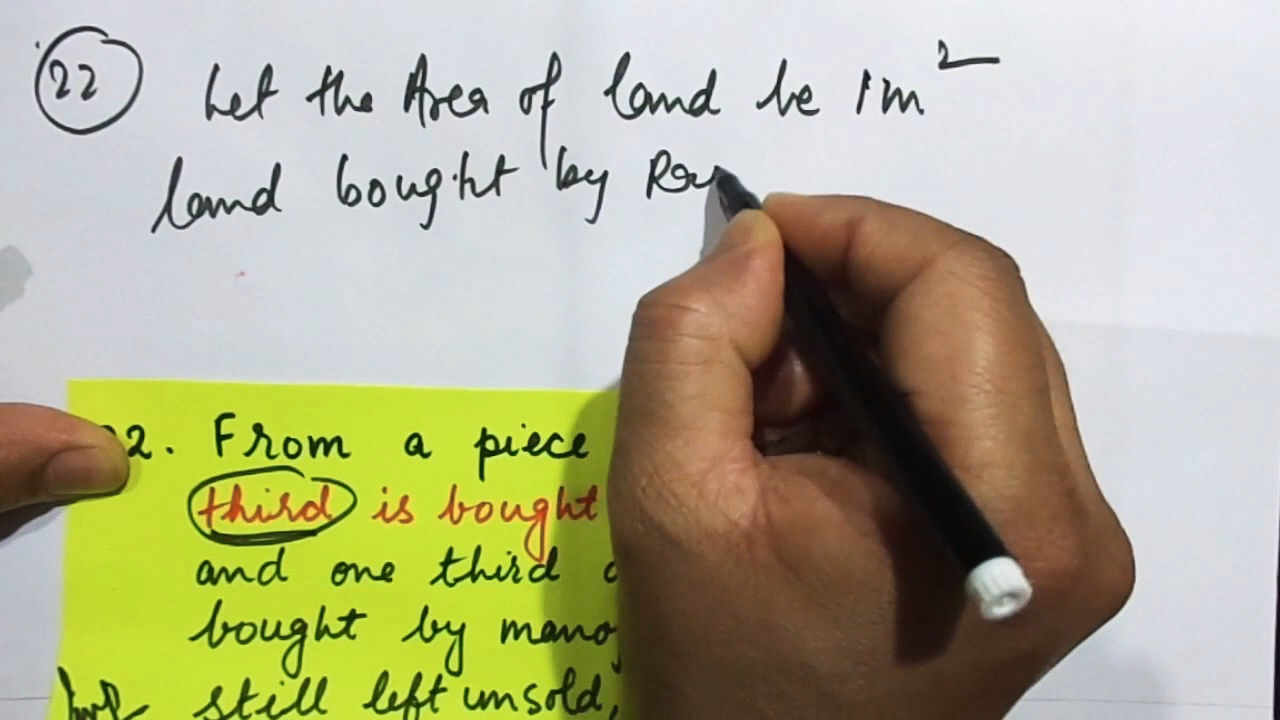 22 Let the Area of land be 1m²
land bought by
22. From a piece
third is bought
and one third
bought by mano
Imp still left unsold,